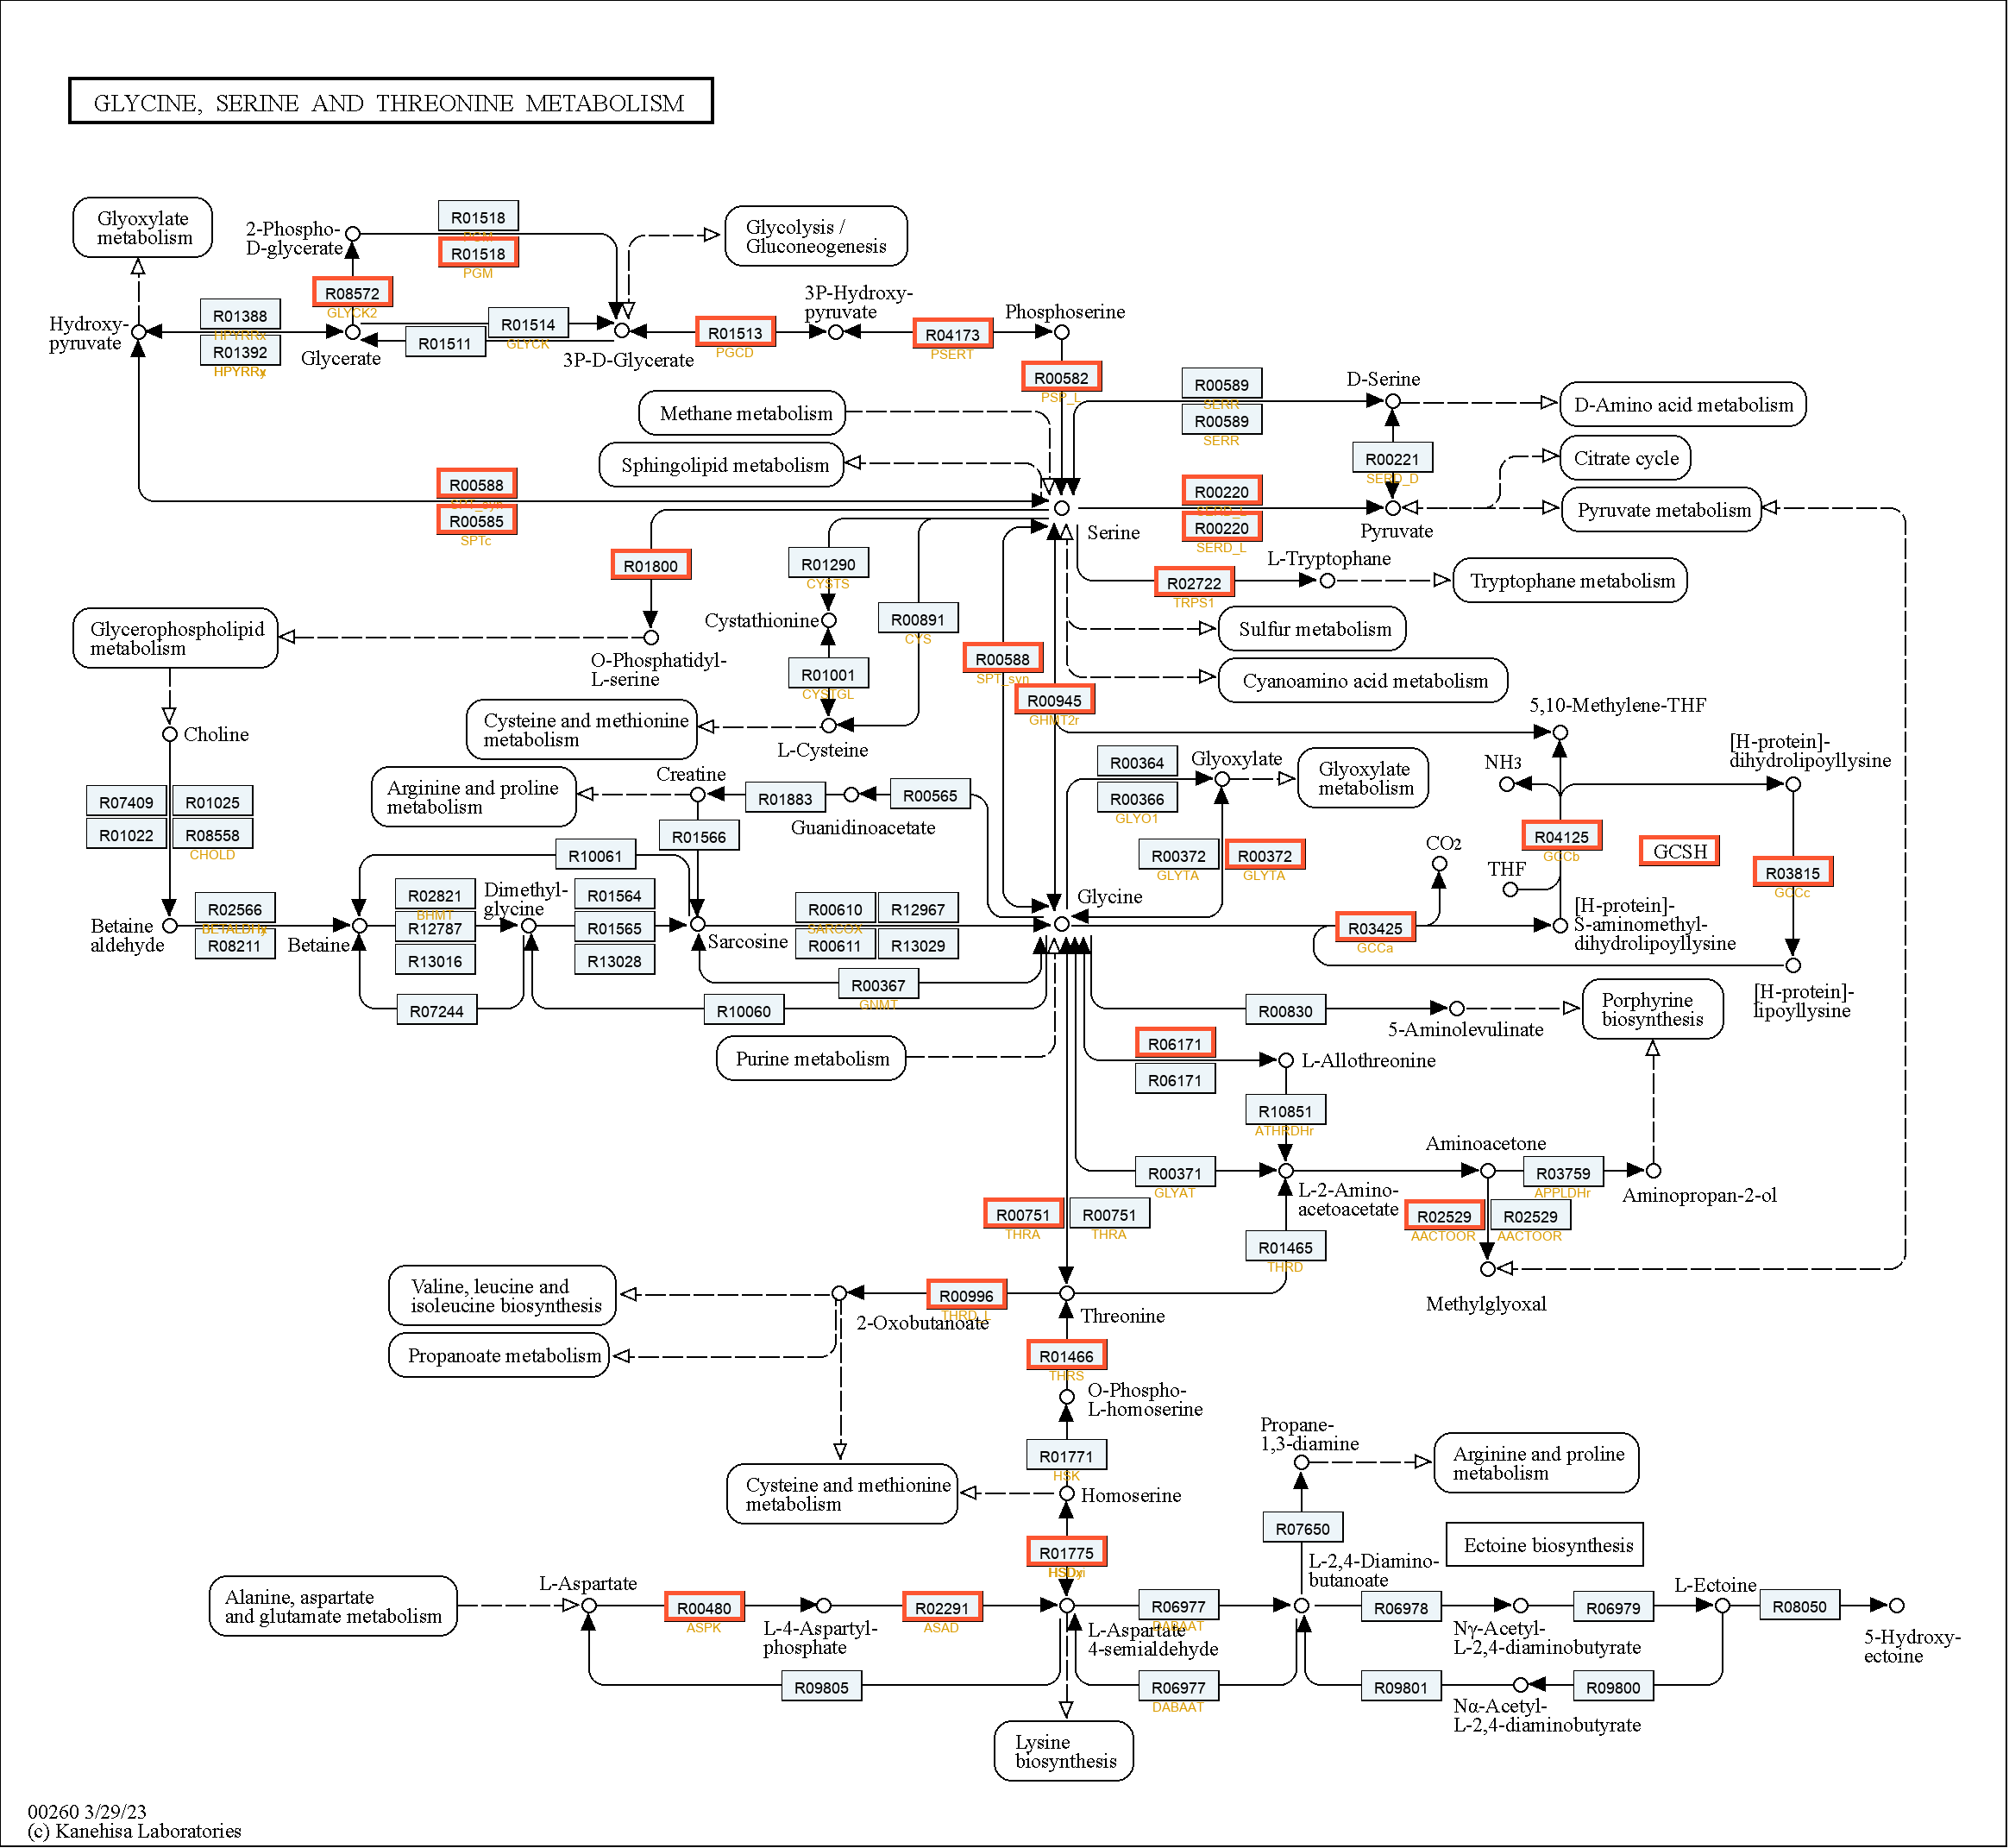 GLYCINE, SERINE AND THREONINE METABOLISM
Glyoxylate
metabolism
2-Phospho-
D-glycerate
R01518
R01518
PGM
Glycolysis /
Gluconeogenesis
R08572
GLYCK2
3P-Hydroxy-
pyruvate
Phosphoserine
Hydroxy-
pyruvate
R01388
HPYRRx
R01392
HPYRRy
Glycerate
R01514
GLYCK
R01511
3P-D-Glycerate
R01513
PGCD
R04173
PSERT
R00582
PSP_L
R00589
SERR
R00589
SERR
D-Serine
D-Amino acid metabolism
Methane metabolism
Sphingolipid metabolism
R00221
SERD_D
Citrate cycle
R00588
SPT_syn
R00585
SPTc
Serine
R00220
SERD_L
R00220
SERD_L
Pyruvate
Pyruvate metabolism
R01800
R01290
CYSTS
R02722
TRPS1
L-Tryptophane
Tryptophane metabolism
Glycerophospholipid
metabolism
O-Phosphatidyl-
L-serine
Cystathionine
R00891
CYS
R01001
CYSTGL
R00588
SPT_syn
R00945
GHMT2r
Sulfur metabolism
Cyanoamino acid metabolism
Choline
Cysteine and methionine
metabolism
L-Cysteine
5,10-Methylene-THF
[H-protein]-
dihydrolipoyllysine
NH3
Arginine and proline
metabolism
Creatine
R01883
R00565
Guanidinoacetate
R00364
R00366
GLYO1
Glyoxylate
Glyoxylate
metabolism
R07409
R01025
R01022
R08558
CHOLD
R01566
R10061
R00372
GLYTA
R00372
GLYTA
CO2
THF
R04125
GCCb
GCSH
R03815
GCCc
Betaine
aldehyde
R02566
BETALDHy
R08211
Betaine
R02821
BHMT
R12787
R13016
Dimethyl-
glycine
R01564
R01565
R13028
Sarcosine
R00610
SARCOX
R00611
R12967
R13029
Glycine
R03425
GCCa
[H-protein]-
S-aminomethyl-
dihydrolipoyllysine
R00367
GNMT
R07244
R10060
[H-protein]-
lipoyllysine
Purine metabolism
R00830
5-Aminolevulinate
Porphyrine
biosynthesis
R06171
R06171
L-Allothreonine
R10851
ATHRDHr
R00371
GLYAT
L-2-Amino-
acetoacetate
Aminoacetone
R03759
APPLDHr
Aminopropan-2-ol
R00751
THRA
R00751
THRA
R01465
THRD
R02529
AACTOOR
R02529
AACTOOR
Methylglyoxal
Valine, leucine and
isoleucine biosynthesis
Propanoate metabolism
2-Oxobutanoate
R00996
THRD_L
Threonine
R01466
THRS
O-Phospho-
L-homoserine
R01771
HSK
Cysteine and methionine
metabolism
Homoserine
R01775
Propane-
1,3-diamine
Arginine and proline
metabolism
R07650
Ectoine biosynthesis
Alanine, aspartate
and glutamate metabolism
L-Aspartate
R00480
ASPK
L-4-Aspartyl-
phosphate
R02291
ASAD
L-Aspartate
4-semialdehyde
R06977
DABAAT
L-2,4-Diamino-
butanoate
R06978
Nγ-Acetyl-
L-2,4-diaminobutyrate
R06979
L-Ectoine
R08050
5-Hydroxy-
ectoine
R09805
R06977
DABAAT
R09801
Nα-Acetyl-
L-2,4-diaminobutyrate
R09800
Lysine
biosynthesis
00260 3/29/23
(c) Kanehisa Laboratories